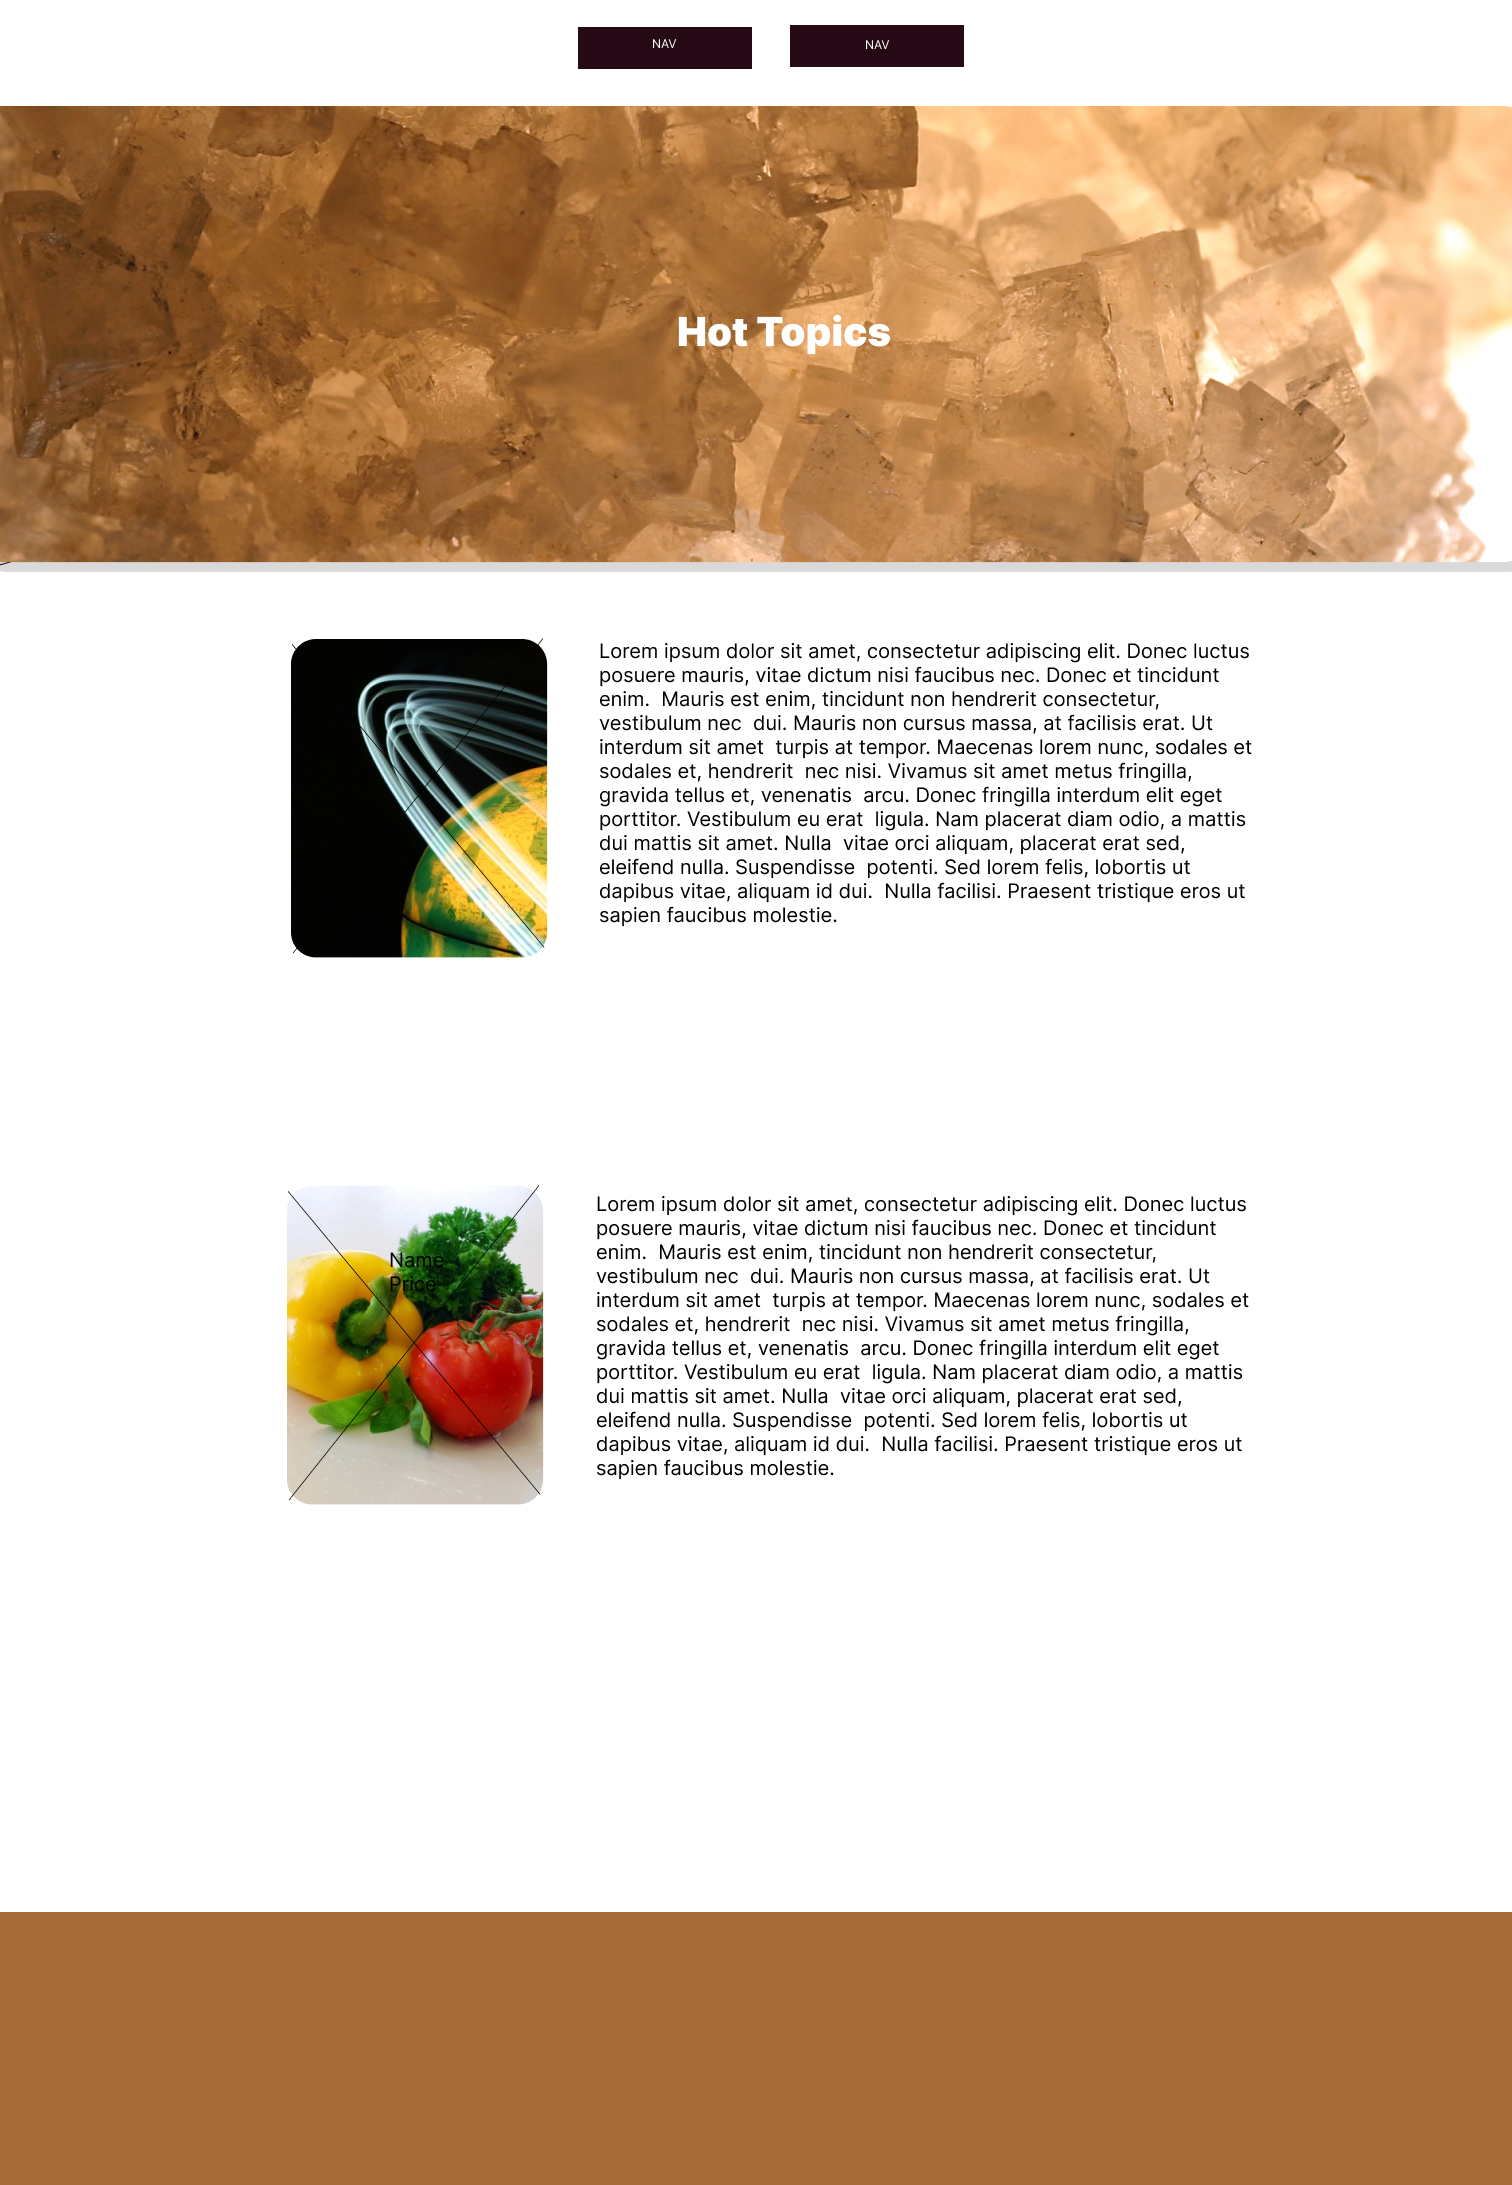 NAV
NAV
Hot Topics
Lorem ipsum dolor sit amet, consectetur adipiscing elit. Donec luctus
posuere mauris, vitae dictum nisi faucibus nec. Donec et tincidunt
enim.  Mauris est enim, tincidunt non hendrerit consectetur,
vestibulum nec  dui. Mauris non cursus massa, at facilisis erat. Ut
interdum sit amet  turpis at tempor. Maecenas lorem nunc, sodales et
sodales et, hendrerit  nec nisi. Vivamus sit amet metus fringilla,
gravida tellus et, venenatis  arcu. Donec fringilla interdum elit eget
porttitor. Vestibulum eu erat  ligula. Nam placerat diam odio, a mattis
dui mattis sit amet. Nulla  vitae orci aliquam, placerat erat sed,
eleifend nulla. Suspendisse  potenti. Sed lorem felis, lobortis ut
dapibus vitae, aliquam id dui.  Nulla facilisi. Praesent tristique eros ut
sapien faucibus molestie.
Name
Price
Lorem ipsum dolor sit amet, consectetur adipiscing elit. Donec luctus
posuere mauris, vitae dictum nisi faucibus nec. Donec et tincidunt
enim.  Mauris est enim, tincidunt non hendrerit consectetur,
vestibulum nec  dui. Mauris non cursus massa, at facilisis erat. Ut
interdum sit amet  turpis at tempor. Maecenas lorem nunc, sodales et
sodales et, hendrerit  nec nisi. Vivamus sit amet metus fringilla,
gravida tellus et, venenatis  arcu. Donec fringilla interdum elit eget
porttitor. Vestibulum eu erat  ligula. Nam placerat diam odio, a mattis
dui mattis sit amet. Nulla  vitae orci aliquam, placerat erat sed,
eleifend nulla. Suspendisse  potenti. Sed lorem felis, lobortis ut
dapibus vitae, aliquam id dui.  Nulla facilisi. Praesent tristique eros ut
sapien faucibus molestie.